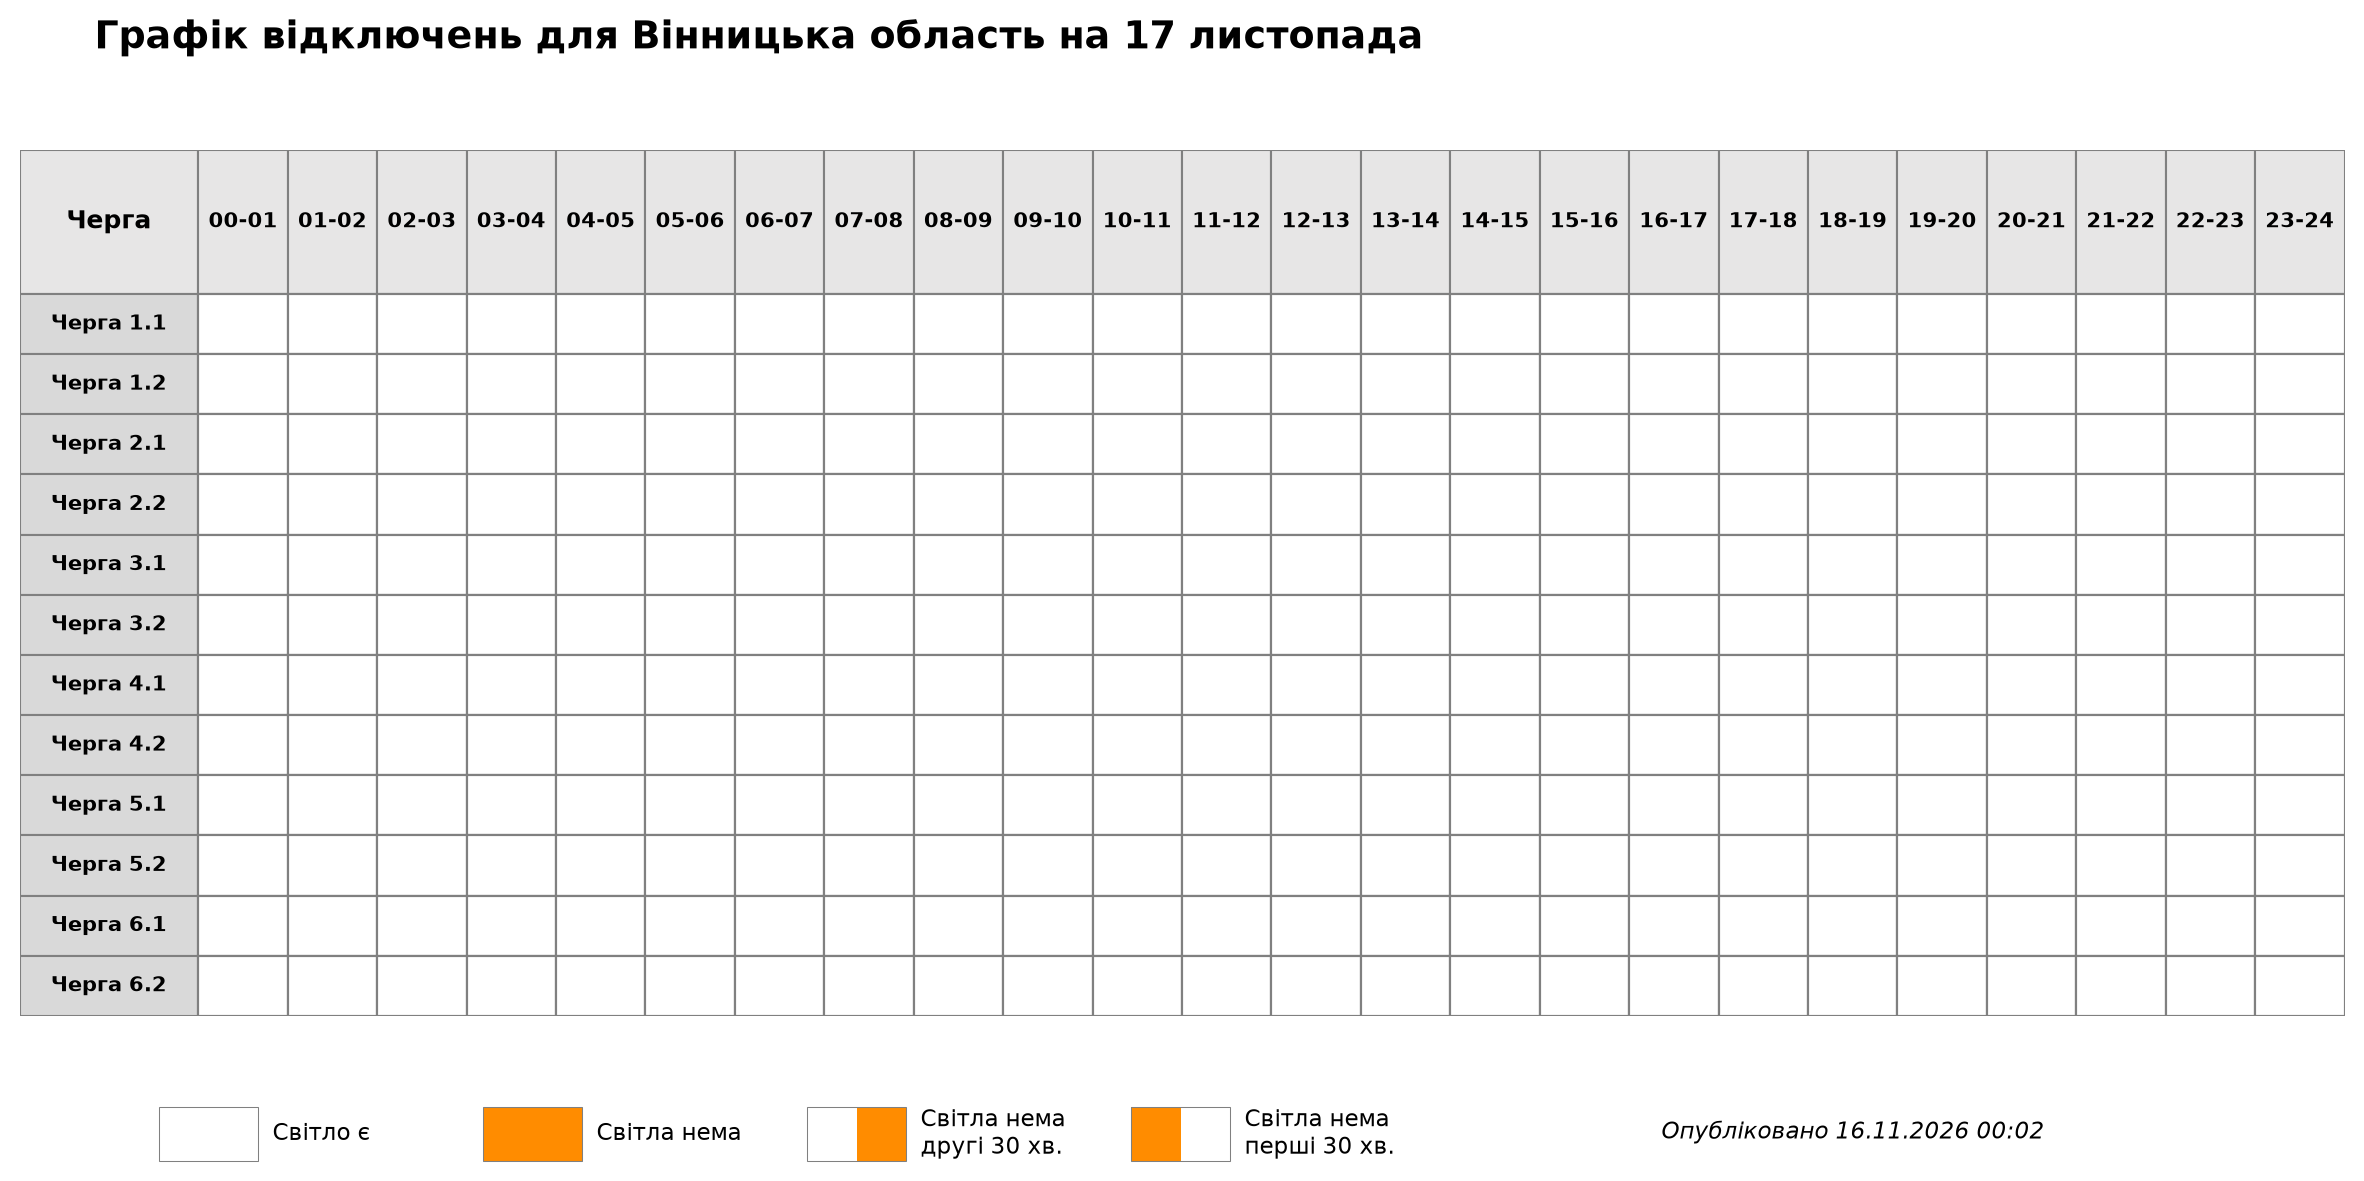 Графік відключень для Вінницька область на 17 листопада
Черга 00-01 01-02 02-03 03-04 04-05 05-06 06-07 07-08 08-09 09-10 10-11 11-12 12-13 13-14 14-15 15-16 16-17 17-18 18-19 19-20 20-21 21-22 22-23 23-24
Черга 1.1
Черга 1.2
Черга 2.1
Черга 2.2
Черга 3.1
Черга 3.2
Черга 4.1
Черга 4.2
Черга 5.1
Черга 5.2
Черга 6.1
Черга 6.2
Світло є
Світла нема
Світла нема
другі 30 хв.
Світла нема
перші 30 хв.
Опубліковано 16.11.2026 00:02